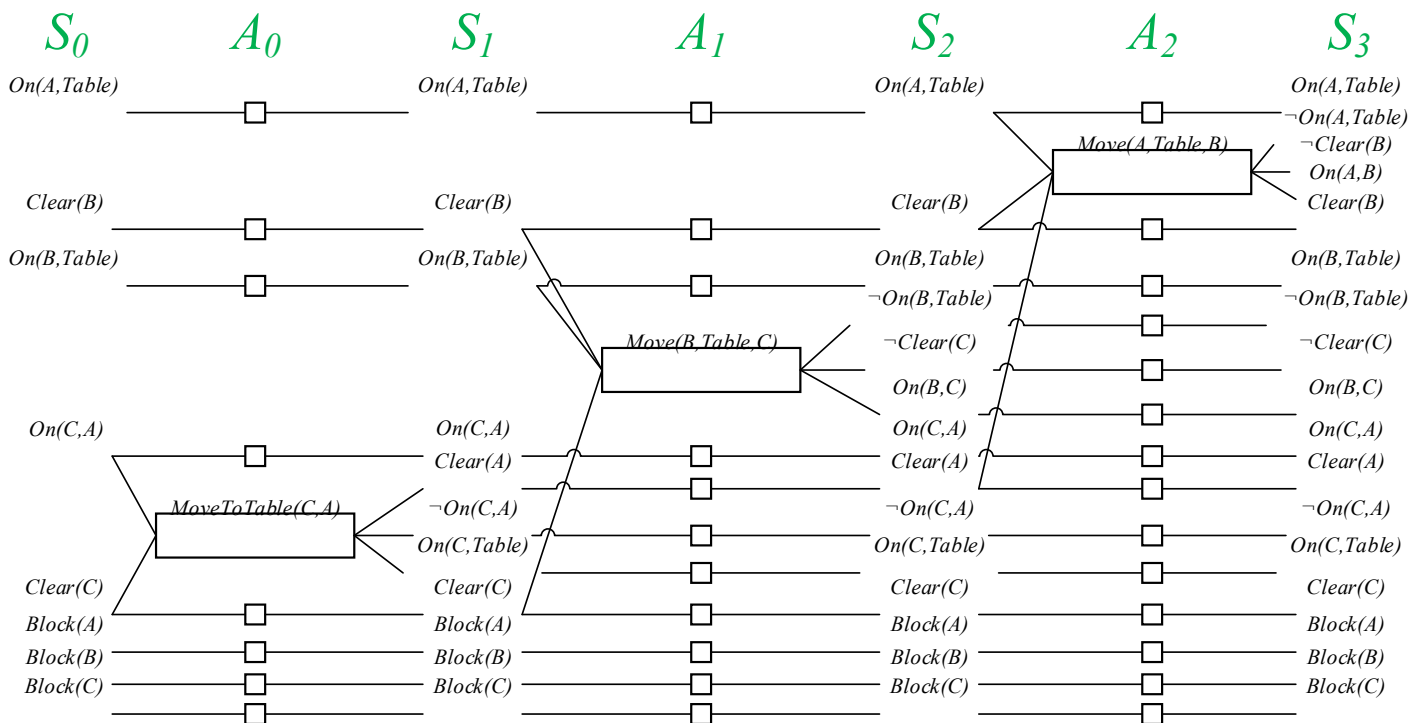 S0 A0 S1 A1 S2 A2 S3
On(A,Table) On(A,Table) On(A,Table) On(A,Table)
¬On(A,Table)
Move(A,Table,B) ¬Clear(B)
On(A,B)
Clear(B) Clear(B) Clear(B) Clear(B)
On(B,Table) On(B,Table) On(B,Table) On(B,Table)
¬On(B,Table) ¬On(B,Table)
Move(B,Table,C) ¬Clear(C) ¬Clear(C)
On(B,C) On(B,C)
On(C,A) On(C,A) On(C,A) On(C,A)
Clear(A) Clear(A) Clear(A)
MoveToTable(C,A) ¬On(C,A) ¬On(C,A) ¬On(C,A)
On(C,Table) On(C,Table) On(C,Table)
Clear(C) Clear(C) Clear(C) Clear(C)
Block(A) Block(A) Block(A) Block(A)
Block(B) Block(B) Block(B) Block(B)
Block(C) Block(C) Block(C) Block(C)